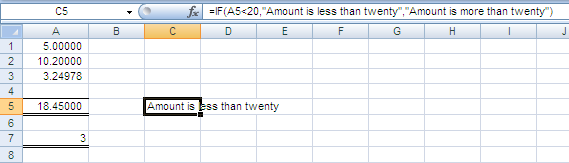 C5 fx =IF(A5<20,"Amount is less than twenty","Amount is more than twenty")
A B C D E F G H I J
1 5.00000
2 10.20000
3 3.24978
4
5 18.45000 Amount is less than twenty
6
7 3
8